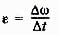 ε = Δω / Δt